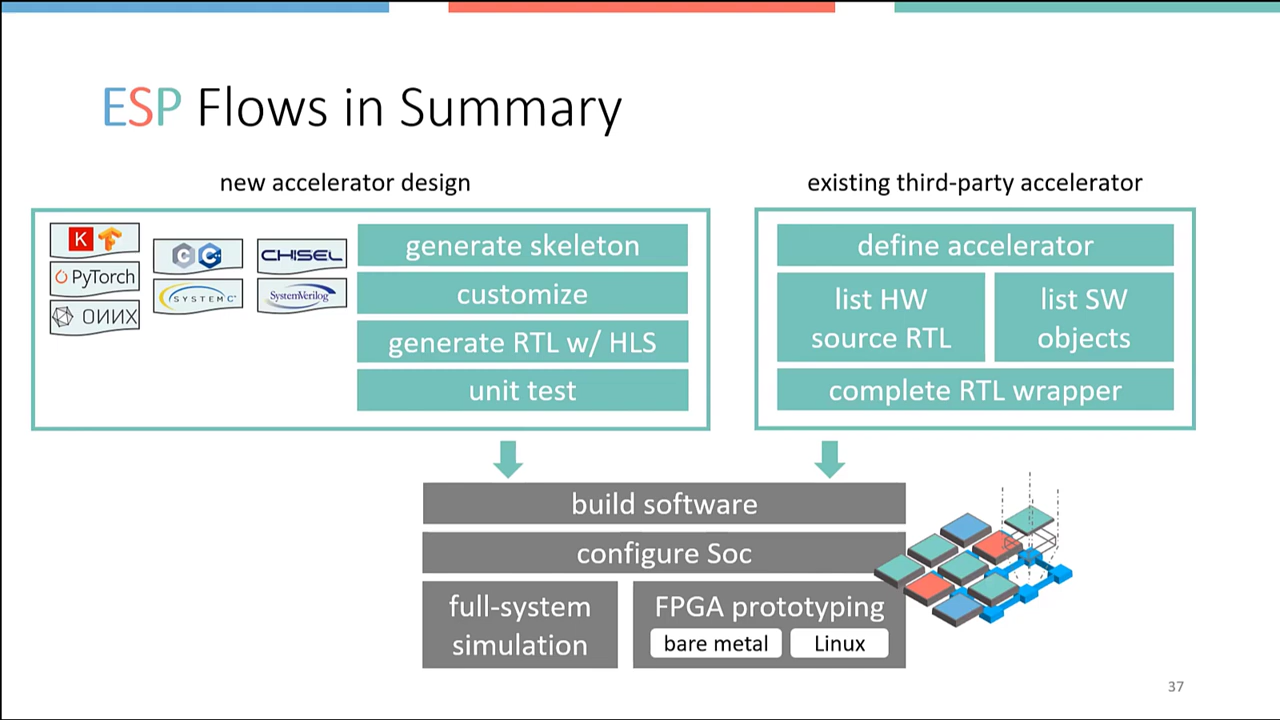 ESP Flows in Summary
new accelerator design
K
PyTorch
ONNX
C C++
SYSTEMC
CHISEL
SystemVerilog
generate skeleton
customize
generate RTL w/ HLS
unit test
existing third-party accelerator
define accelerator
list HW
source RTL
list SW
objects
complete RTL wrapper
build software
configure Soc
full-system
simulation
FPGA prototyping
bare metal
Linux
37